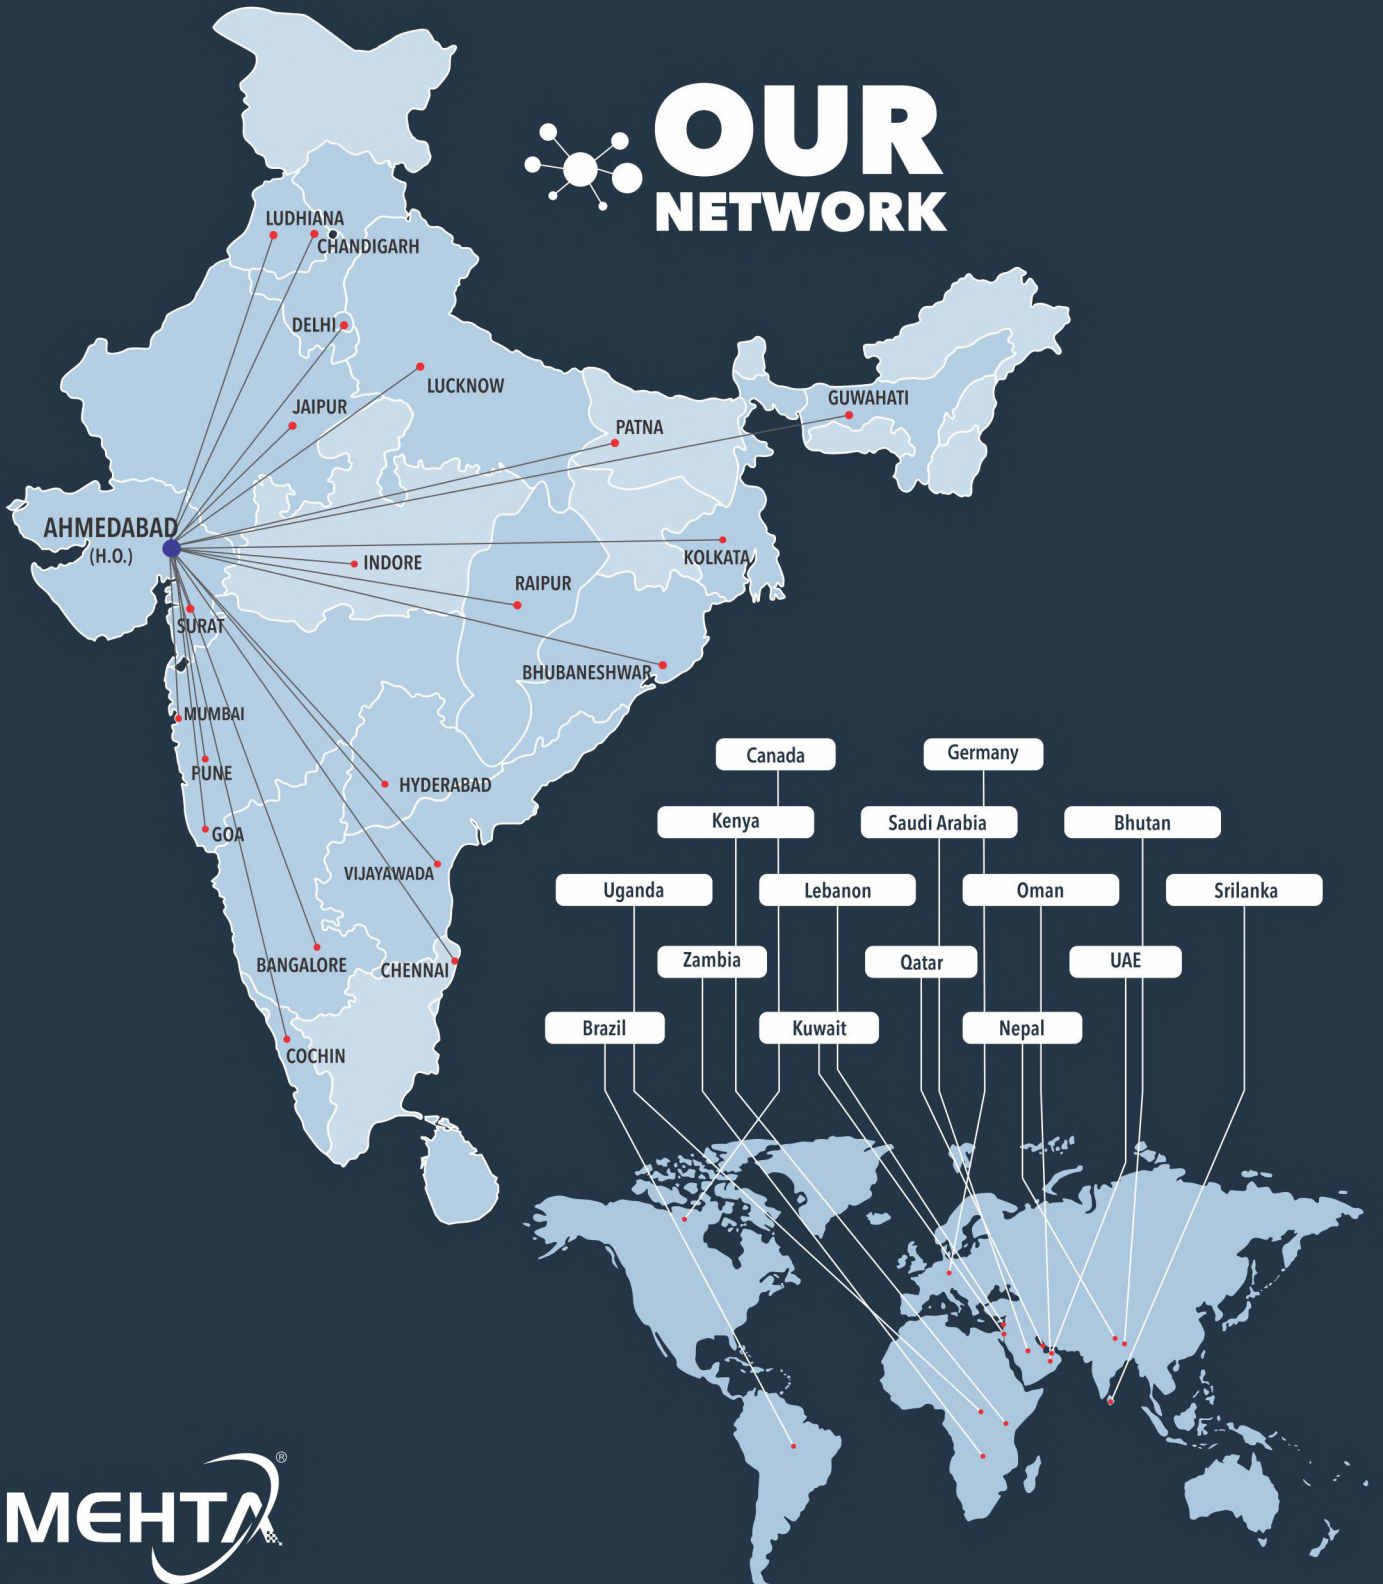 OUR
NETWORK
LUDHIANA
CHANDIGARH
DELHI
LUCKNOW
JAIPUR
GUWAHATI
PATNA
AHMEDABAD
(H.O.)
INDORE
KOLKATA
RAIPUR
SURAT
BHUBANESHWAR
MUMBAI
PUNE
HYDERABAD
GOA
VIJAYAWADA
BANGALORE
CHENNAI
COCHIN
Canada
Germany
Kenya
Saudi Arabia
Bhutan
Uganda
Lebanon
Oman
Srilanka
Zambia
Qatar
UAE
Brazil
Kuwait
Nepal
MEHTA®